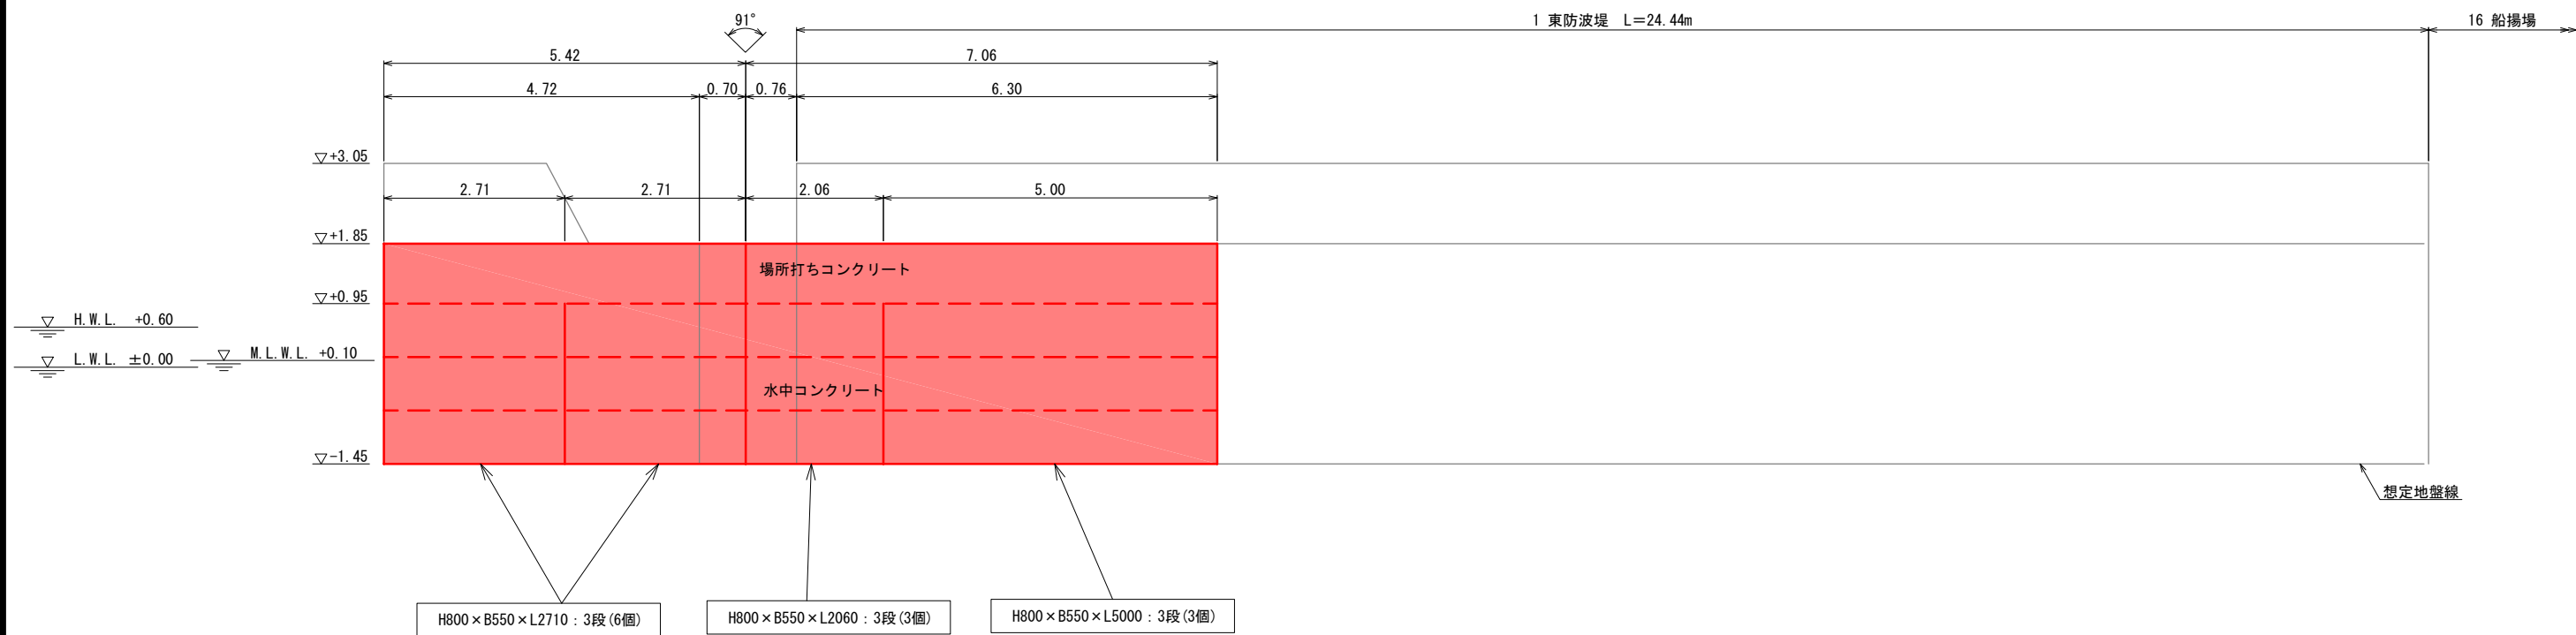 1 東防波堤 L=24.44m
16 船揚場
91°
5.42
7.06
4.72
0.70
0.76
6.30
▽+3.05
2.71
2.71
2.06
5.00
▽+1.85
場所打ちコンクリート
▽+0.95
H.W.L. +0.60
M.L.W.L. +0.10
L.W.L. ±0.00
水中コンクリート
▽-1.45
想定地盤線
H800×B550×L2710:3段(6個)
H800×B550×L2060:3段(3個)
H800×B550×L5000:3段(3個)